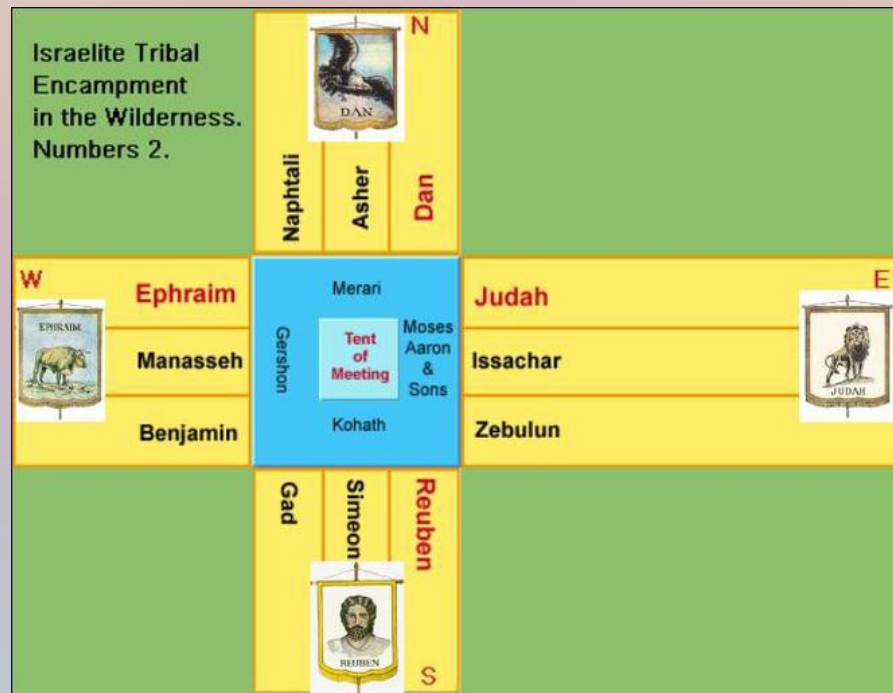 Israelite Tribal
Encampment
in the Wilderness.
Numbers 2.
N
DAN
Naphtali
Asher
Dan
W
Ephraim
EPHRAIM
Manasseh
Benjamin
Merari
Gershon
Tent
of
Meeting
Moses
Aaron
&
Sons
Kohath
Judah
E
Issachar
JUDAH
Zebulun
Gad
Simeon
Reuben
REUBEN
S